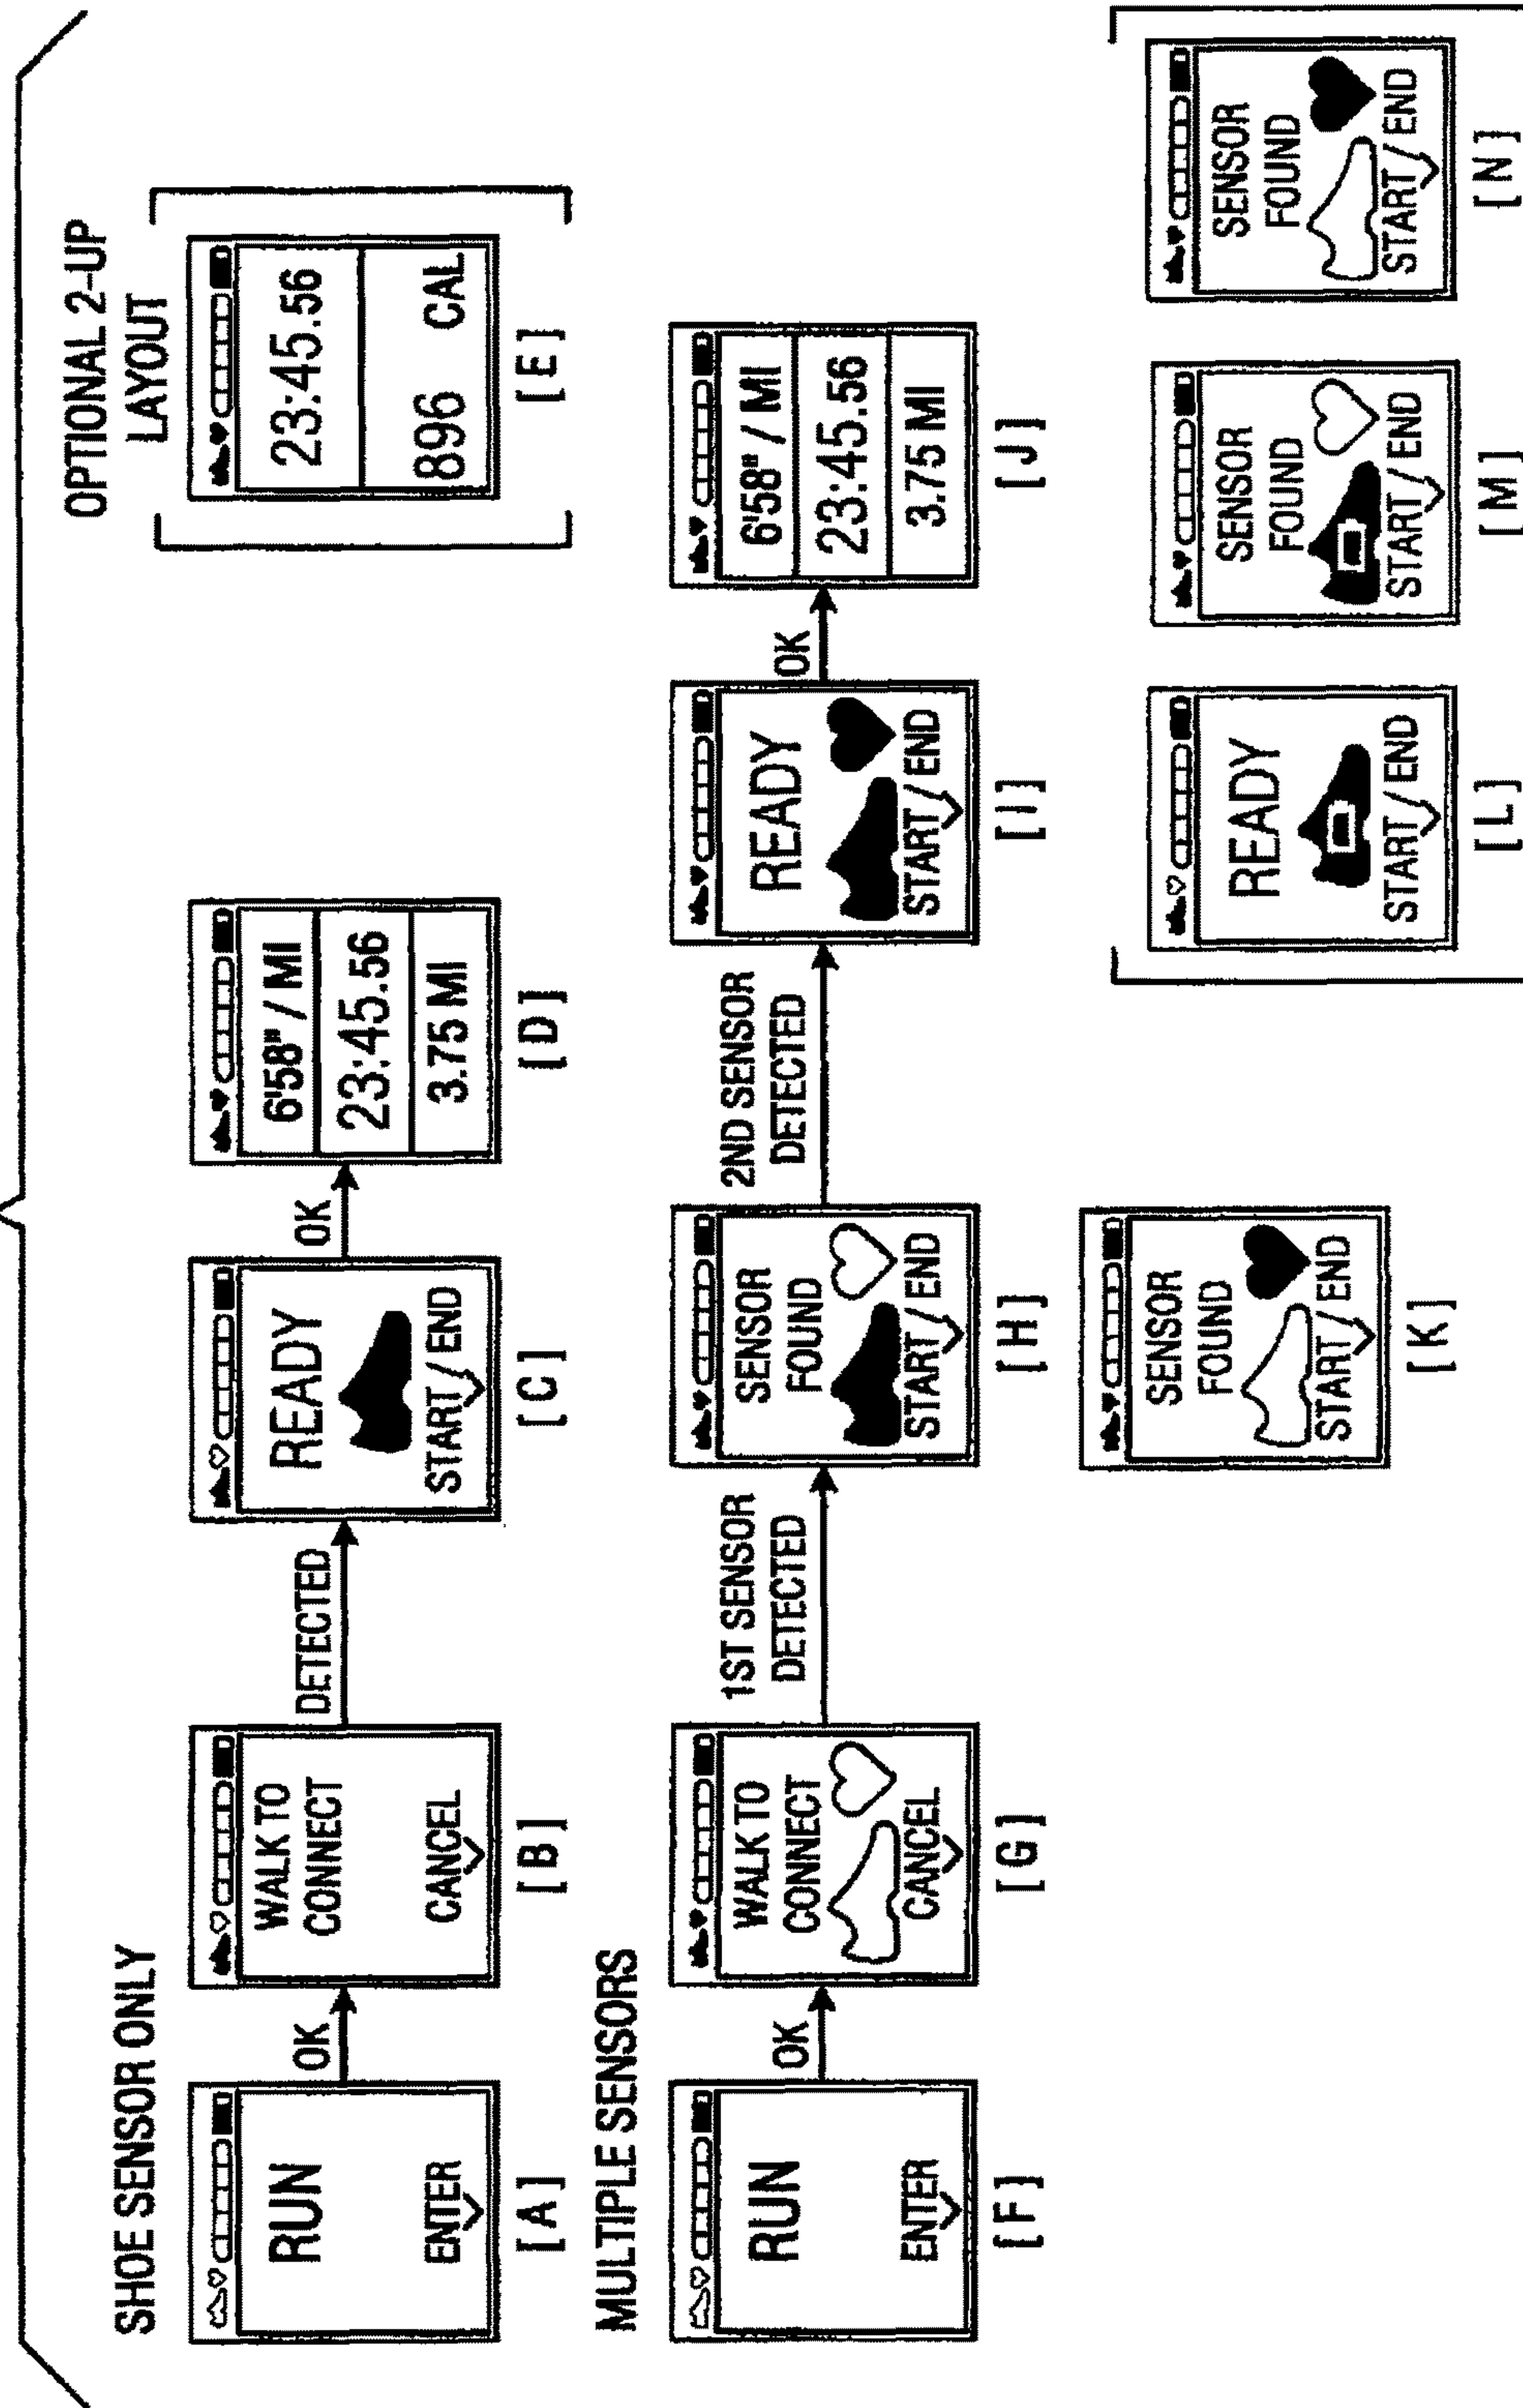 SHOE SENSOR ONLY
RUN
ENTER
[A]
OK
WALK TO
CONNECT
CANCEL
[B]
DETECTED
READY
START / END
[C]
OK
6'58" / MI
23:45.56
3.75 MI
[D]
OPTIONAL 2-UP
LAYOUT
23:45.56
896 CAL
[E]
MULTIPLE SENSORS
RUN
ENTER
[F]
OK
WALK TO
CONNECT
CANCEL
[G]
1ST SENSOR
DETECTED
SENSOR
FOUND
START / END
[H]
2ND SENSOR
DETECTED
READY
START / END
[I]
OK
6'58" / MI
23:45.56
3.75 MI
[J]
SENSOR
FOUND
START / END
[K]
READY
START / END
[L]
SENSOR
FOUND
START / END
[M]
SENSOR
FOUND
START / END
[N]